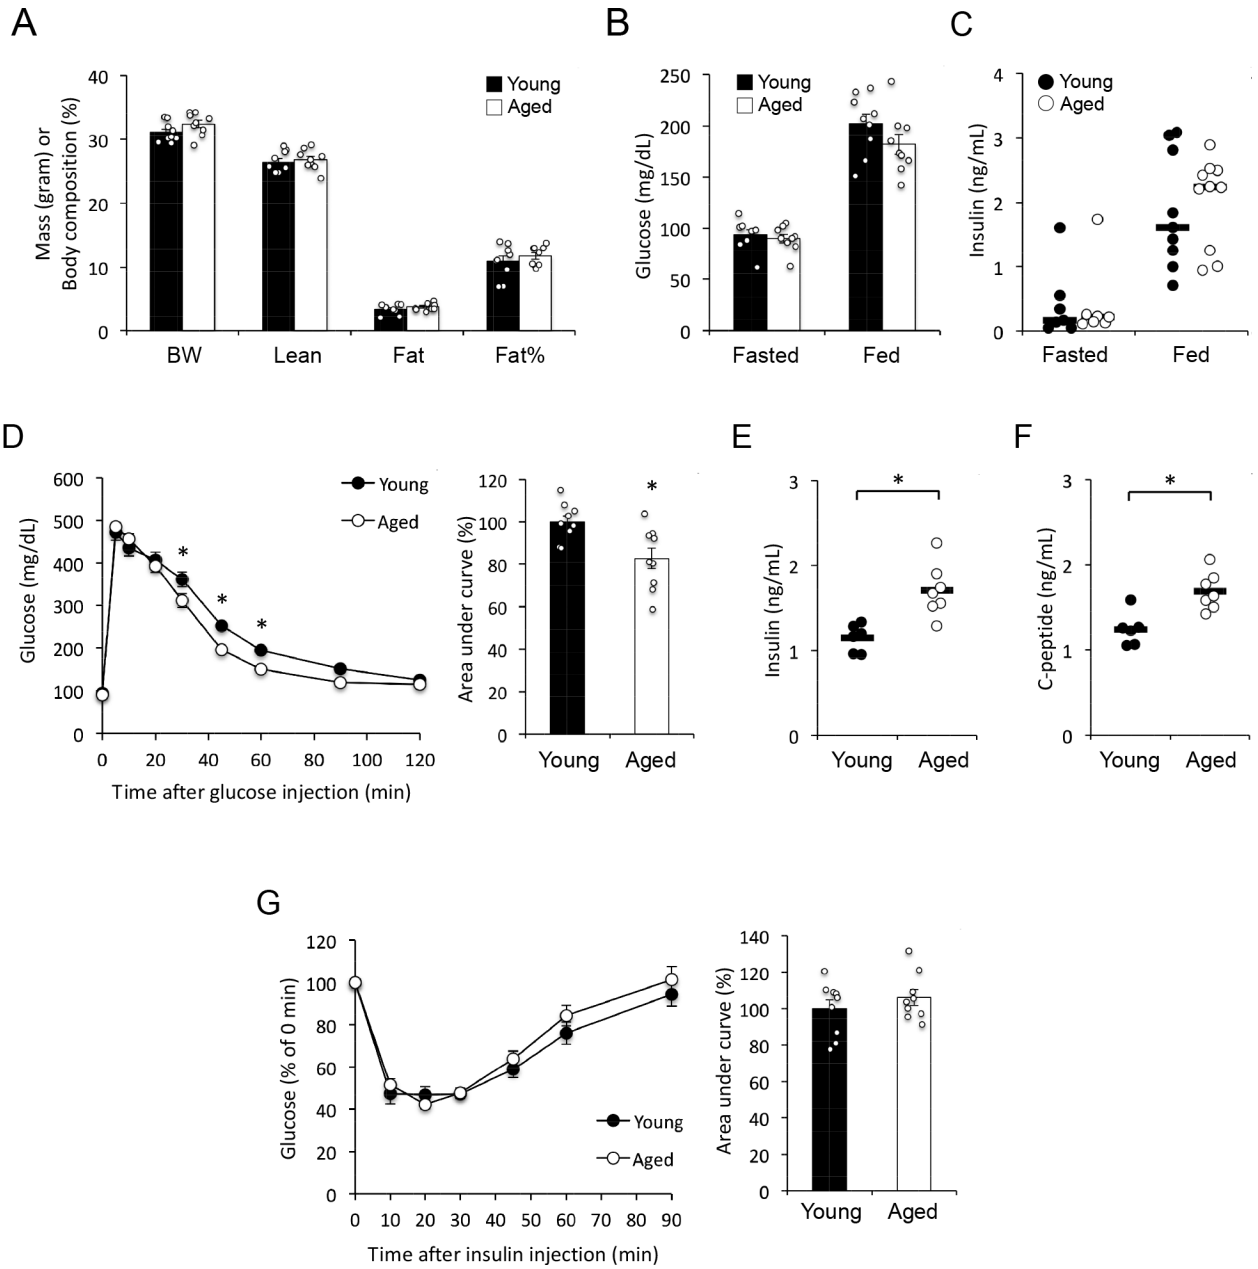 A
Mass (gram) or
Body composition (%)
40
30
20
10
0
Young
Aged
BW Lean Fat Fat%
B
Glucose (mg/dL)
250
200
150
100
50
0
Young
Aged
Fasted Fed
C
Insulin (ng/mL)
4
3
2
1
0
Young
Aged
Fasted Fed
D
Glucose (mg/dL)
600
500
400
300
200
100
0
Young
Aged
*
*
*
0 20 40 60 80 100 120
Time after glucose injection (min)
Area under curve (%)
120
100
80
60
40
20
0
*
Young Aged
E
Insulin (ng/mL)
3
2
1
0
*
Young Aged
F
C-peptide (ng/mL)
3
2
1
0
*
Young Aged
G
Glucose (% of 0 min)
120
100
80
60
40
20
0
Young
Aged
0 10 20 30 40 50 60 70 80 90
Time after insulin injection (min)
Area under curve (%)
140
120
100
80
60
40
20
0
Young Aged